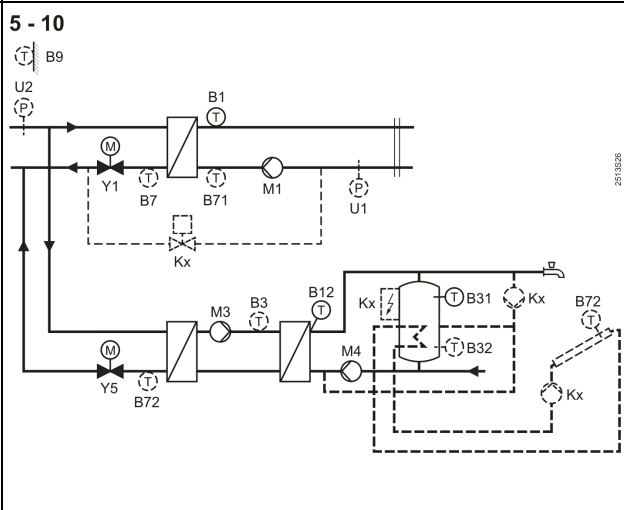 5 - 10
T B9
U2
P
B1
T
M
Y1
T
B7
T
B71
M1
P
U1
Kx
2513S26
B12
T
M3
B3
T
Kx
T B31
Kx
B72
T
M
Y5
T
B72
M4
T B32
Kx